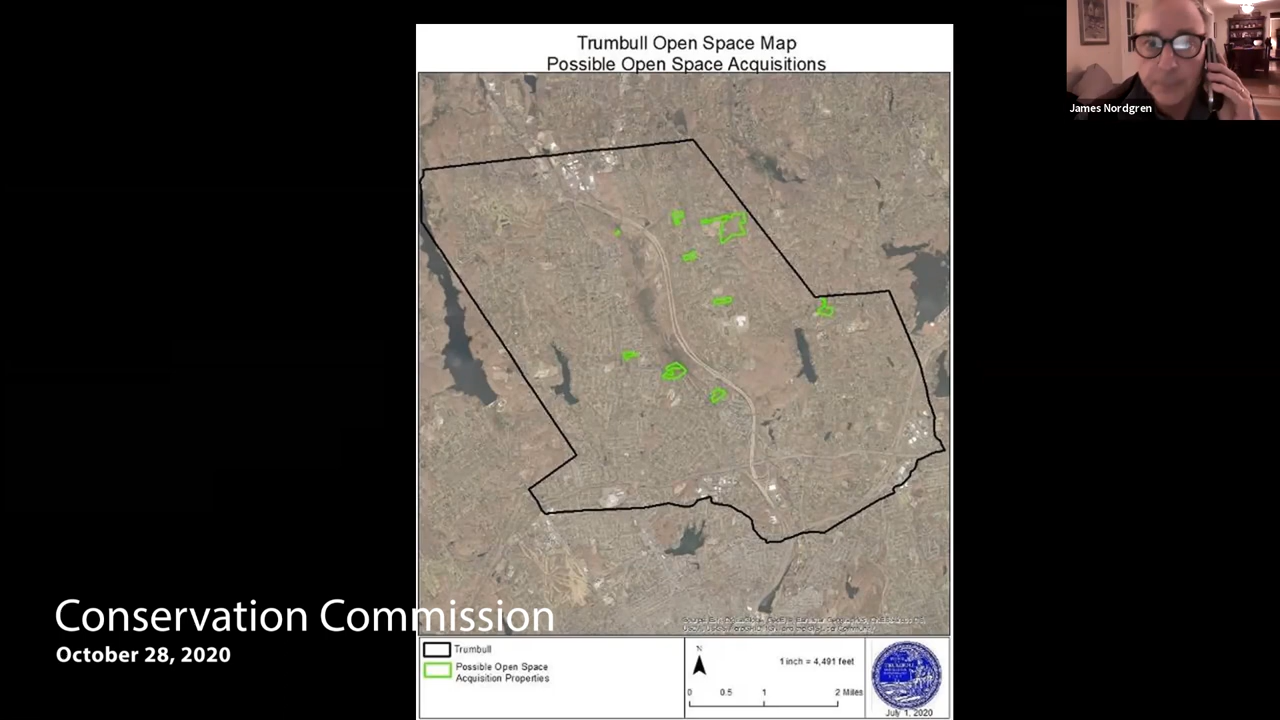 Trumbull Open Space Map
Possible Open Space Acquisitions
James Nordgren
Conservation Commission
October 28, 2020
Trumbull
Possible Open Space
Acquisition Properties
N
1 inch = 4,491 feet
0 0.5 1 2 Miles
July 1, 2020